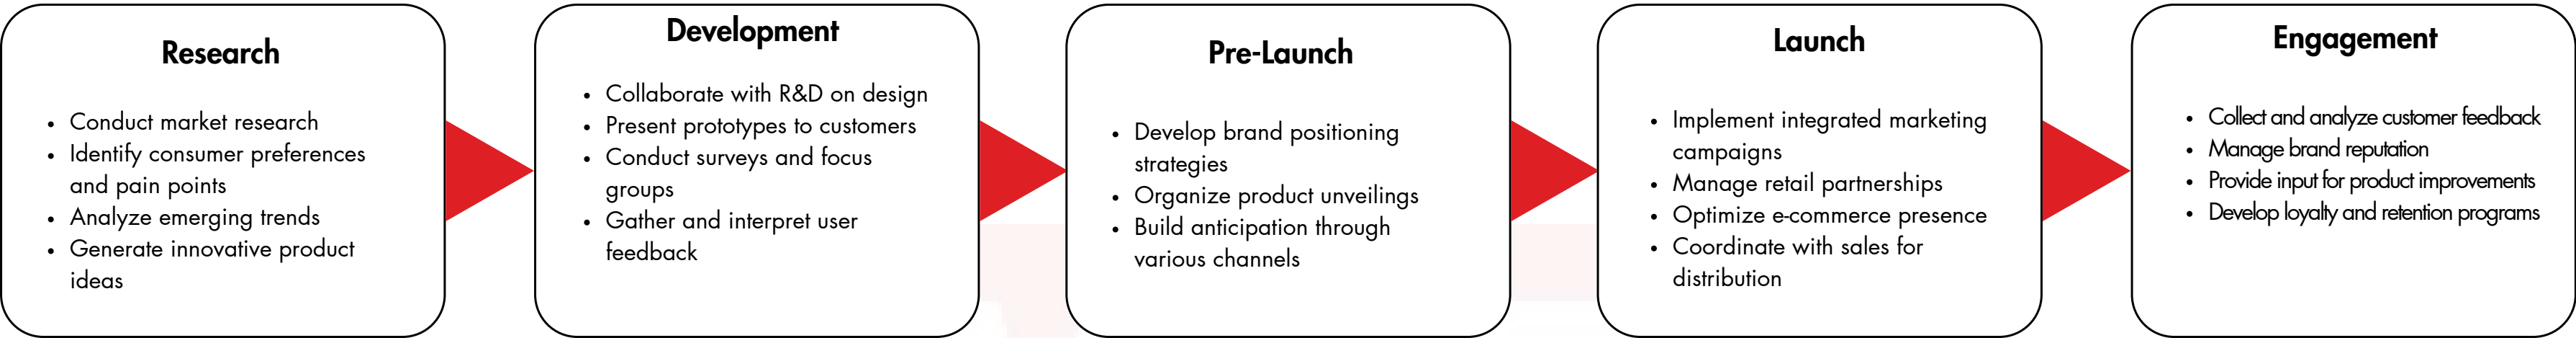 Research
• Conduct market research
• Identify consumer preferences
and pain points
• Analyze emerging trends
• Generate innovative product
ideas
Development
• Collaborate with R&D on design
• Present prototypes to customers
• Conduct surveys and focus
groups
• Gather and interpret user
feedback
Pre-Launch
• Develop brand positioning
strategies
• Organize product unveilings
• Build anticipation through
various channels
Launch
• Implement integrated marketing
campaigns
• Manage retail partnerships
• Optimize e-commerce presence
• Coordinate with sales for
distribution
Engagement
• Collect and analyze customer feedback
• Manage brand reputation
• Provide input for product improvements
• Develop loyalty and retention programs